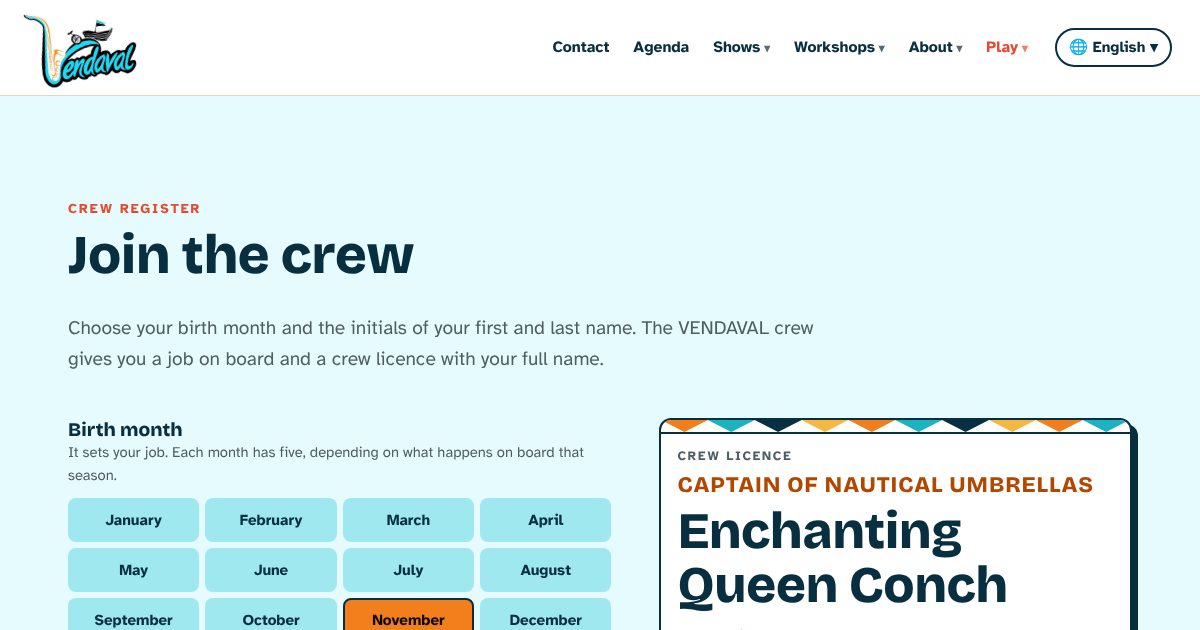 Vendaval
Contact Agenda Shows ▾ Workshops ▾ About ▾ Play ▾ 🌐 English ▾
CREW REGISTER
Join the crew
Choose your birth month and the initials of your first and last name. The VENDAVAL crew
gives you a job on board and a crew licence with your full name.
Birth month
It sets your job. Each month has five, depending on what happens on board that
season.
January February March April
May June July August
September October November December
CREW LICENCE
CAPTAIN OF NAUTICAL UMBRELLAS
Enchanting
Queen Conch